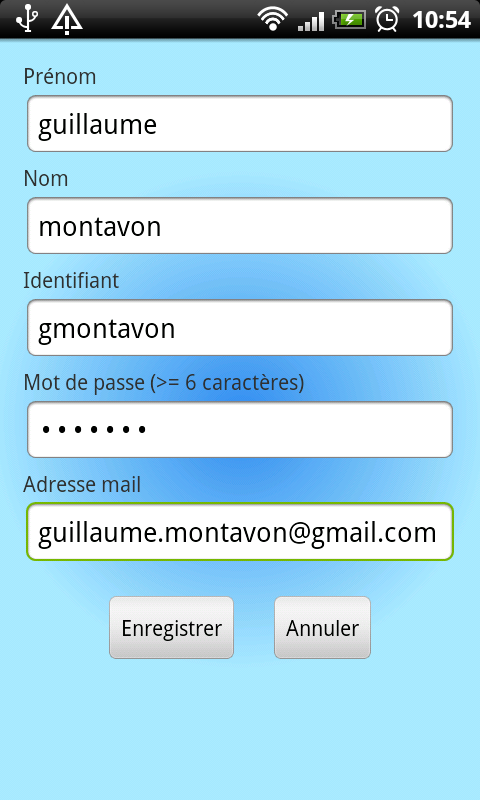 10:54
Prénom
guillaume
Nom
montavon
Identifiant
gmontavon
Mot de passe (>= 6 caractères)
•••••••
Adresse mail
guillaume.montavon@gmail.com
Enregistrer Annuler